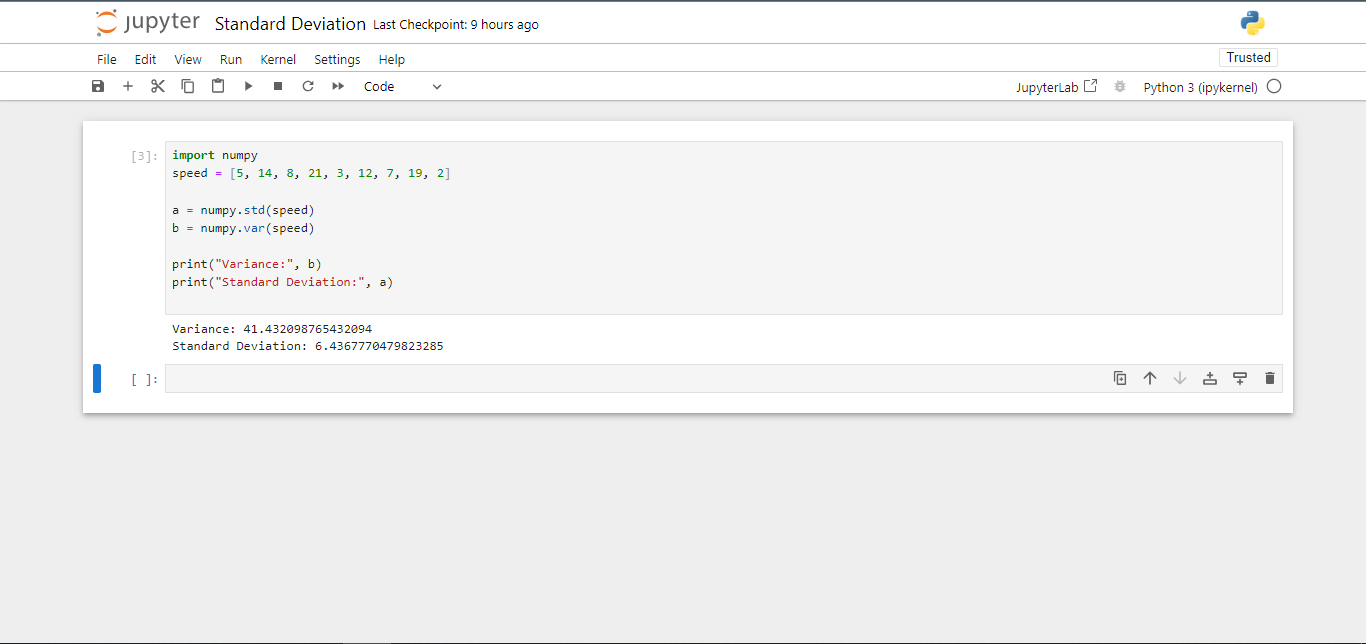 jupyter Standard Deviation Last Checkpoint: 9 hours ago
File Edit View Run Kernel Settings Help
Trusted
Code
JupyterLab
Python 3 (ipykernel)
[3]:
import numpy
speed = [5, 14, 8, 21, 3, 12, 7, 19, 2]
a = numpy.std(speed)
b = numpy.var(speed)
print("Variance:", b)
print("Standard Deviation:", a)
Variance: 41.432098765432094
Standard Deviation: 6.4367770479823285
[ ]: